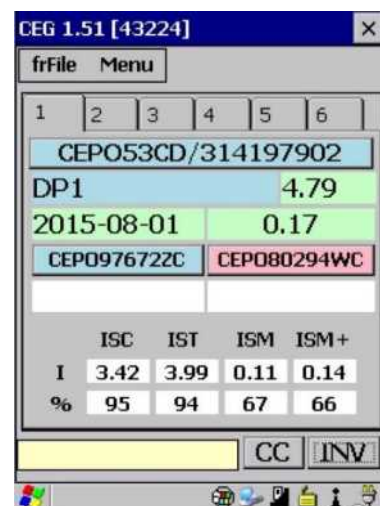 CEG 1.51 [43224]
frFile Menu
1 2 3 4 5 6
CEPO53CD/314197902
DP1 4.79
2015-08-01 0.17
CEPO97672ZC CEPO80294WC
ISC IST ISM ISM+
I 3.42 3.99 0.11 0.14
% 95 94 67 66
CC INV